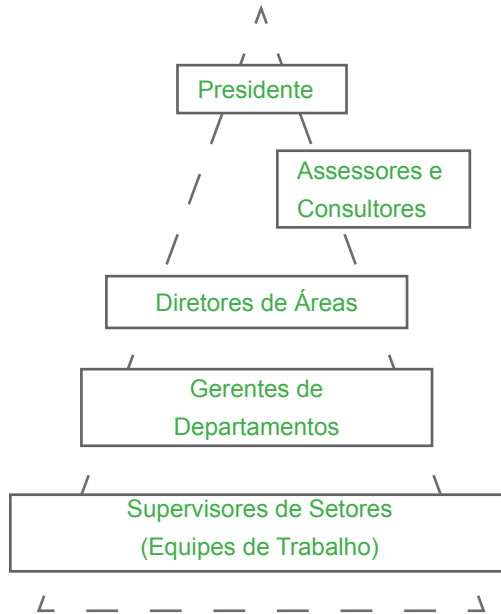 Presidente
Assessores e
Consultores
Diretores de Áreas
Gerentes de
Departamentos
Supervisores de Setores
(Equipes de Trabalho)